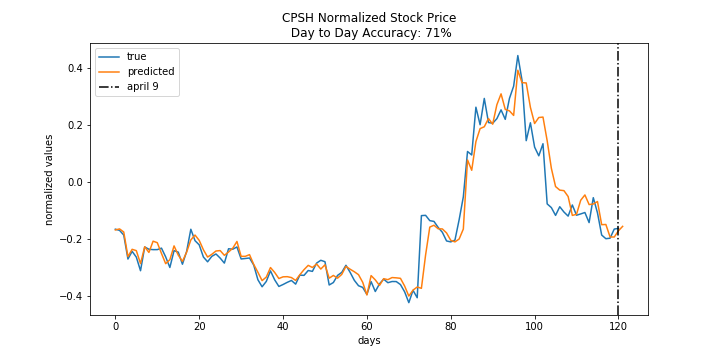 CPSH Normalized Stock Price
Day to Day Accuracy: 71%
true
predicted
april 9
normalized values
0.4
0.2
0.0
−0.2
−0.4
0 20 40 60 80 100 120
days